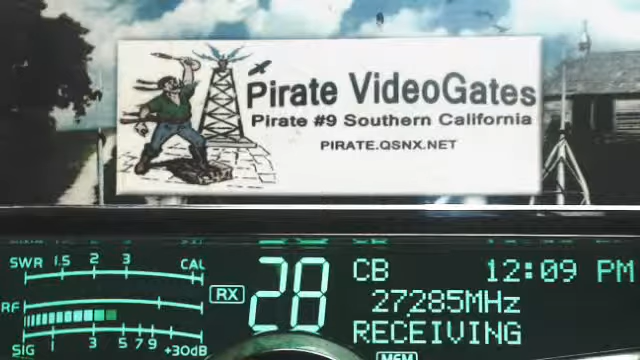 Pirate VideoGates
Pirate #9 Southern California
PIRATE.QSNX.NET
SWR 1.5 2 3 CAL
RX
28
CB
12:09 PM
RF
27285MHz
RECEIVING
SIG 1 3 5 7 9 +30dB
MEM